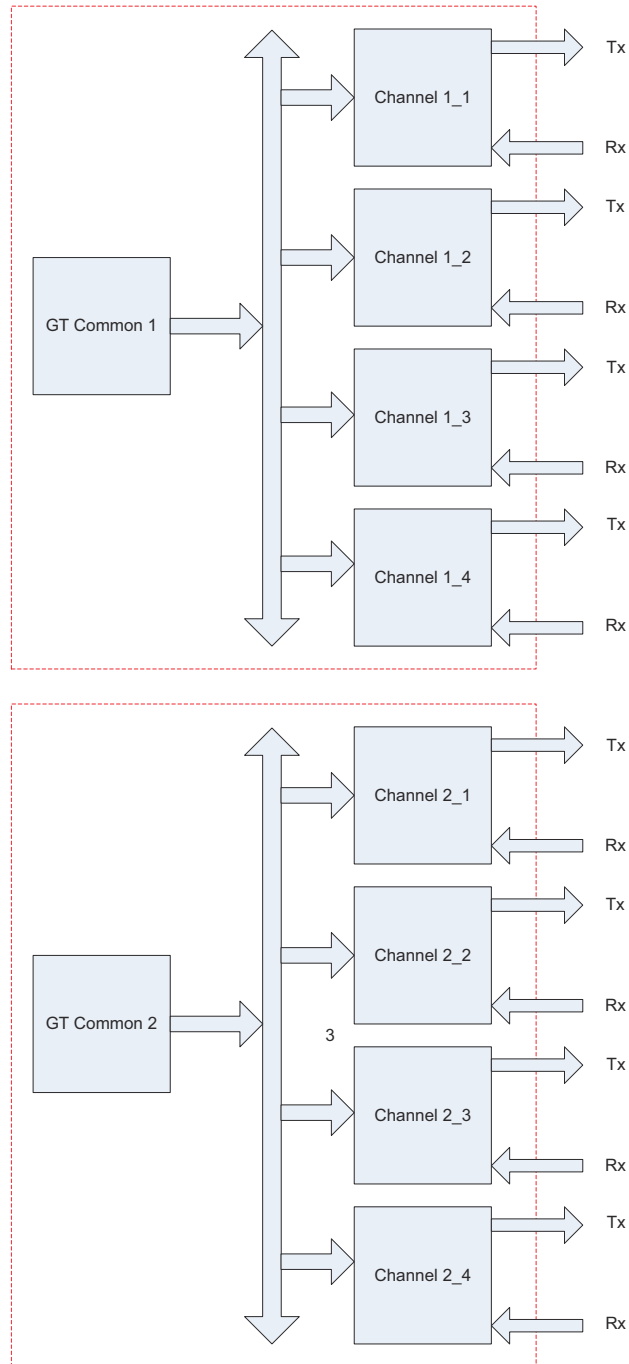 Tx
Channel 1_1
Rx
Tx
Channel 1_2
Rx
GT Common 1
Tx
Channel 1_3
Rx
Tx
Channel 1_4
Rx
Tx
Channel 2_1
Rx
Tx
Channel 2_2
Rx
GT Common 2
3
Tx
Channel 2_3
Rx
Tx
Channel 2_4
Rx